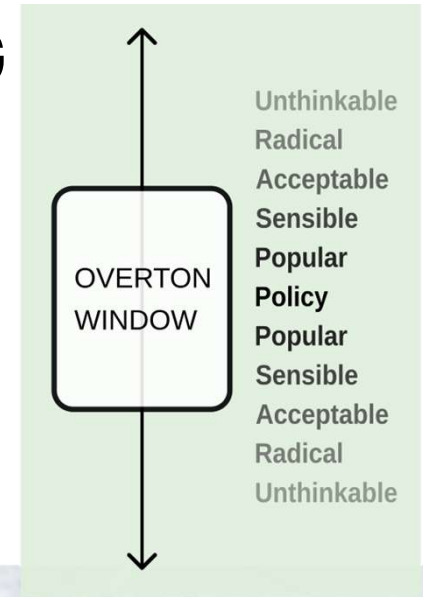 OVERTON
WINDOW
Unthinkable
Radical
Acceptable
Sensible
Popular
Policy
Popular
Sensible
Acceptable
Radical
Unthinkable